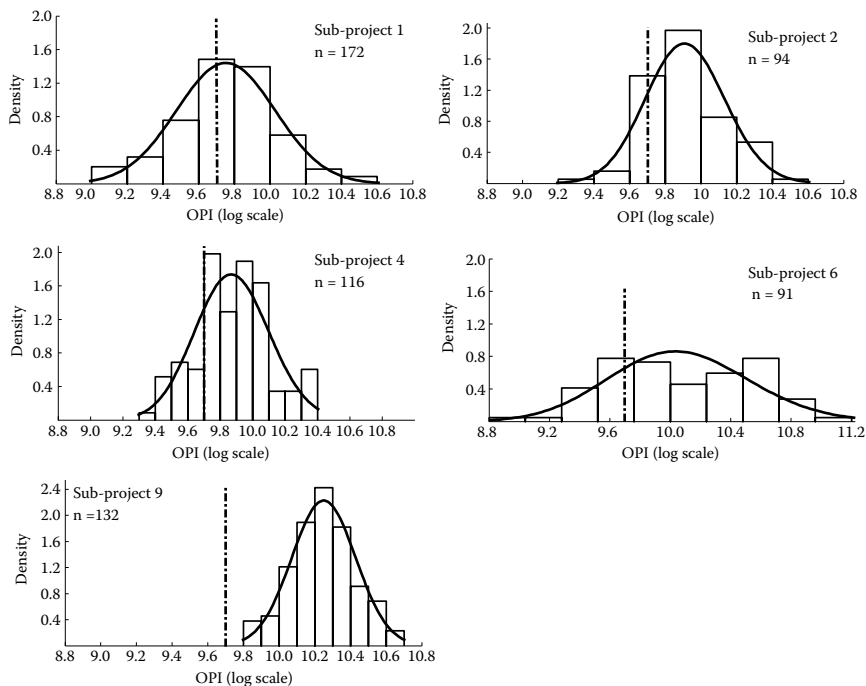 2.0
1.6
1.2
0.8
0.4
Density
Sub-project 1
n = 172
8.8 9.0 9.2 9.4 9.6 9.8 10.0 10.2 10.4 10.6 10.8
OPI (log scale)
2.0
1.6
1.2
0.8
0.4
Density
Sub-project 2
n = 94
8.8 9.0 9.2 9.4 9.6 9.8 10 10.2 10.4 10.6 10.8
OPI (log scale)
2.0
1.6
1.2
0.8
0.4
Density
Sub-project 4
n = 116
8.8 9.0 9.2 9.4 9.6 9.8 10.0 10.2 10.4 10.6 10.8
OPI (log scale)
2.0
1.6
1.2
0.8
0.4
Density
Sub-project 6
n = 91
8.8 9.2 9.6 10.0 10.4 10.8 11.2
OPI (log scale)
2.4
2.0
1.6
1.2
0.8
0.4
Density
Sub-project 9
n =132
8.8 9.0 9.2 9.4 9.6 9.8 10.0 10.2 10.4 10.6 10.8
OPI (log scale)